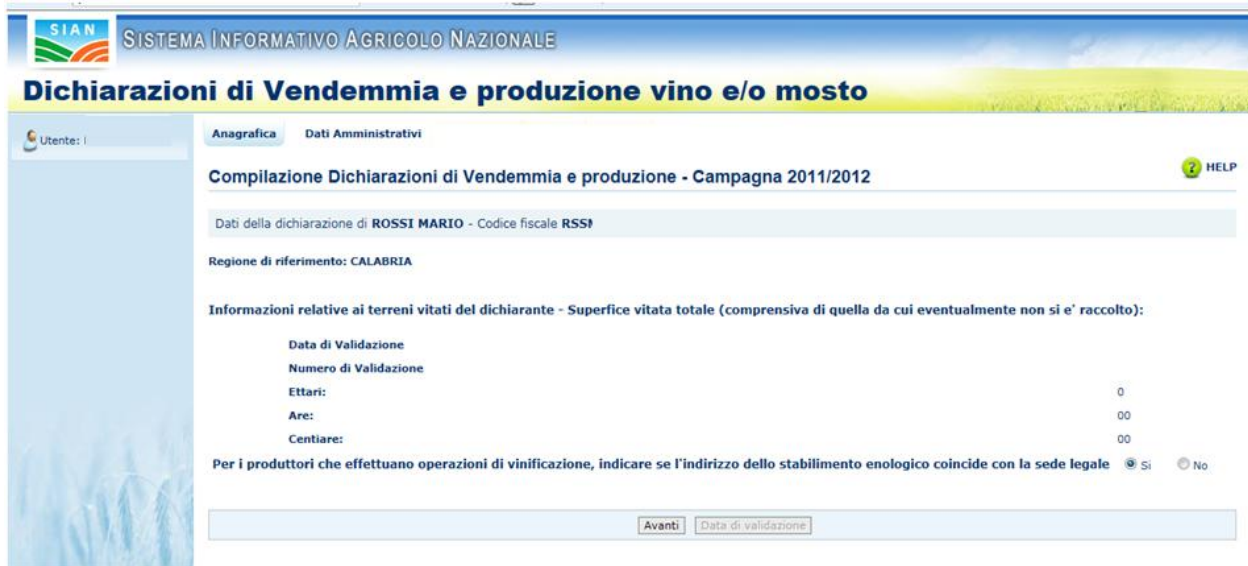 SIAN
SISTEMA INFORMATIVO AGRICOLO NAZIONALE
Dichiarazioni di Vendemmia e produzione vino e/o mosto
Utente:
Anagrafica Dati Amministrativi
HELP
Compilazione Dichiarazioni di Vendemmia e produzione - Campagna 2011/2012
Dati della dichiarazione di ROSSI MARIO - Codice fiscale
Regione di riferimento: CALABRIA
Informazioni relative ai terreni vitati del dichiarante - Superfice vitata totale (comprensiva di quella da cui eventualmente non si e' raccolto):
Data di Validazione
Numero di Validazione
Ettari: 0
Are: 00
Centiare: 00
Per i produttori che effettuano operazioni di vinificazione, indicare se l'indirizzo dello stabilimento enologico coincide con la sede legale Si No
Avanti Data di validazione